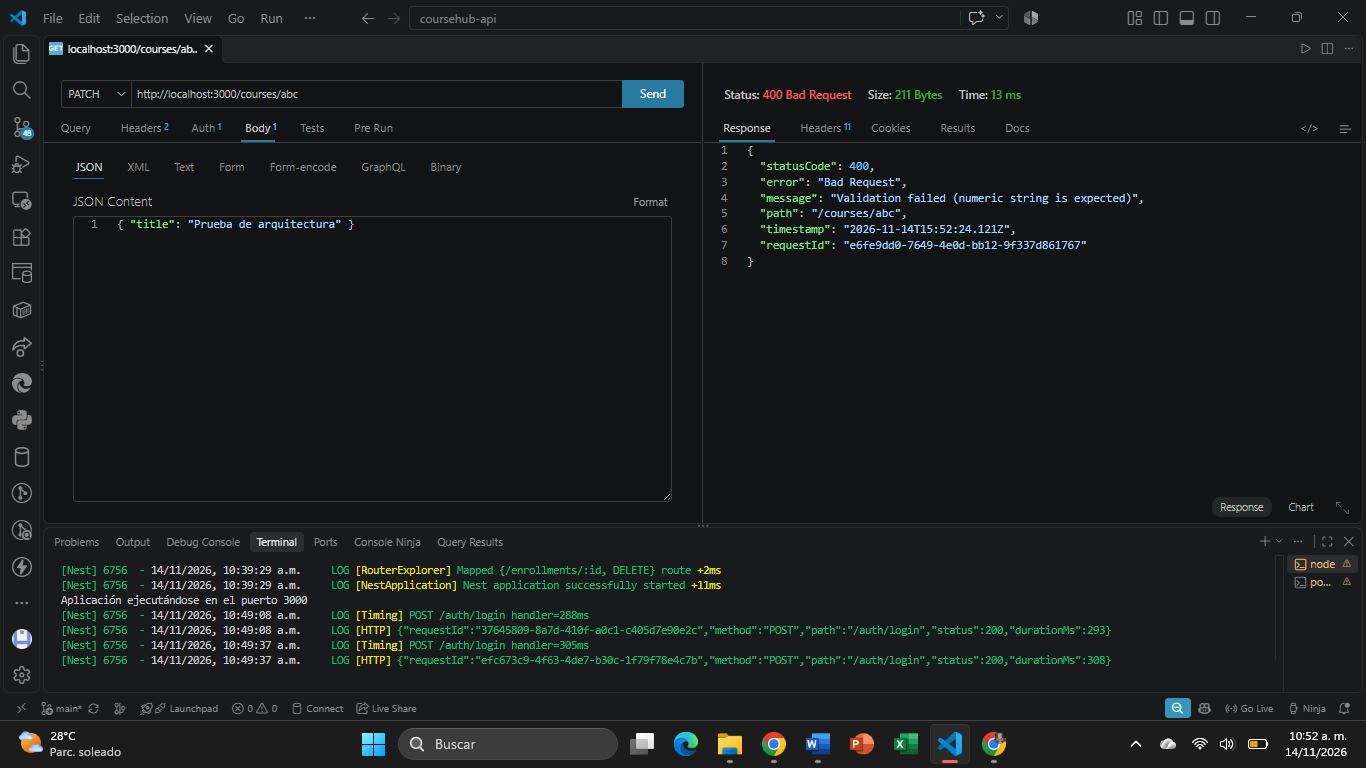 File Edit Selection View Go Run ··· coursehub-api
GET localhost:3000/courses/ab..
PATCH http://localhost:3000/courses/abc Send
Query Headers 2 Auth 1 Body 1 Tests Pre Run
JSON XML Text Form Form-encode GraphQL Binary
JSON Content Format
1 { "title": "Prueba de arquitectura" }
Status: 400 Bad Request Size: 211 Bytes Time: 13 ms
Response Headers 11 Cookies Results Docs </>
1 {
2 "statusCode": 400,
3 "error": "Bad Request",
4 "message": "Validation failed (numeric string is expected)",
5 "path": "/courses/abc",
6 "timestamp": "2026-11-14T15:52:24.121Z",
7 "requestId": "e6fe9dd0-7649-4e0d-bb12-9f337d861767"
8 }
Response Chart
48
Problems Output Debug Console Terminal Ports Console Ninja Query Results
[Nest] 6756 - 14/11/2026, 10:39:29 a.m. LOG [RouterExplorer] Mapped {/enrollments/:id, DELETE} route +2ms
[Nest] 6756 - 14/11/2026, 10:39:29 a.m. LOG [NestApplication] Nest application successfully started +11ms
Aplicación ejecutándose en el puerto 3000
[Nest] 6756 - 14/11/2026, 10:49:08 a.m. LOG [Timing] POST /auth/login handler=288ms
[Nest] 6756 - 14/11/2026, 10:49:08 a.m. LOG [HTTP] {"requestId":"37645809-8a7d-410f-a0c1-c405d7e90e2c","method":"POST","path":"/auth/login","status":200,"durationMs":293}
[Nest] 6756 - 14/11/2026, 10:49:37 a.m. LOG [Timing] POST /auth/login handler=305ms
[Nest] 6756 - 14/11/2026, 10:49:37 a.m. LOG [HTTP] {"requestId":"efc673c9-4f63-4de7-b30c-1f79f78e4c7b","method":"POST","path":"/auth/login","status":200,"durationMs":308}
node
po...
main* Launchpad 0 0 Connect Live Share Go Live Ninja
28°C
Parc. soleado
Buscar
10:52 a. m.
14/11/2026